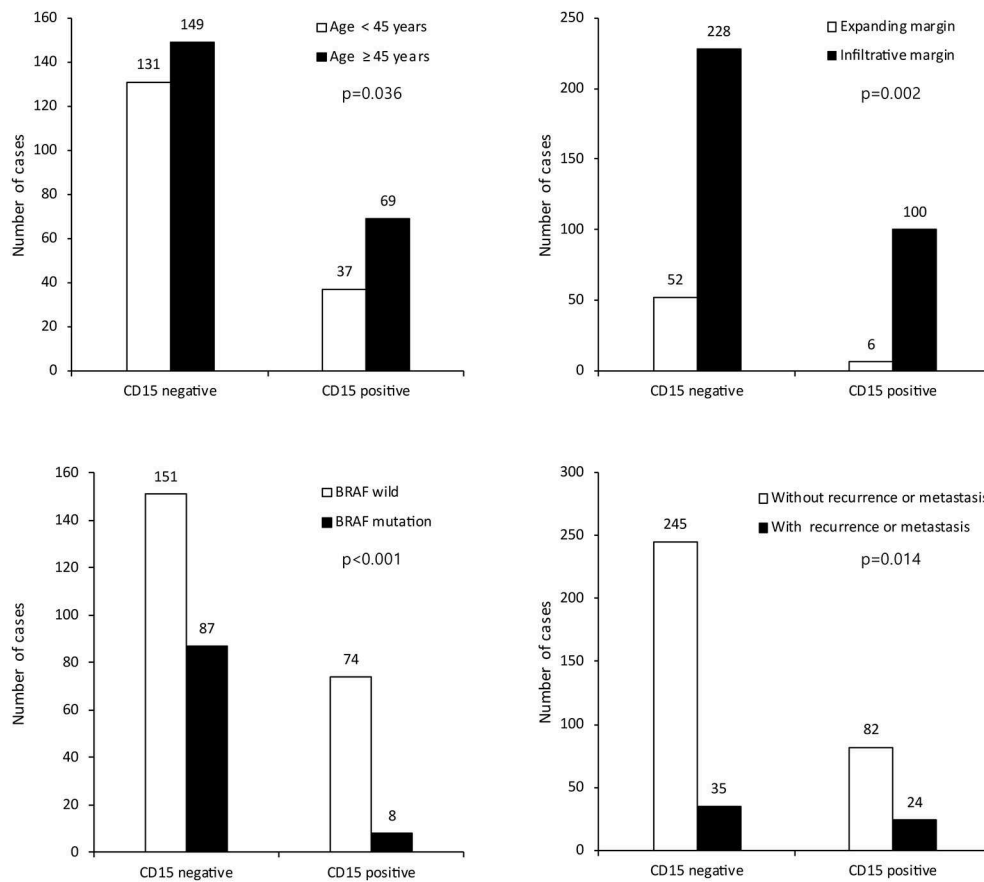 160
140
120
100
80
60
40
20
0
Number of cases
131
149
37
69
Age < 45 years
Age ≥45 years
p=0.036
CD15 negative
CD15 positive
250
200
150
100
50
0
Number of cases
52
228
6
100
Expanding margin
Infiltrative margin
p=0.002
CD15 negative
CD15 positive
160
140
120
100
80
60
40
20
0
Number of cases
151
87
74
8
BRAF wild
BRAF mutation
p<0.001
CD15 negative
CD15 positive
300
250
200
150
100
50
0
Number of cases
245
35
82
24
Without recurrence or metastasis
With recurrence or metastasis
p=0.014
CD15 negative
CD15 positive